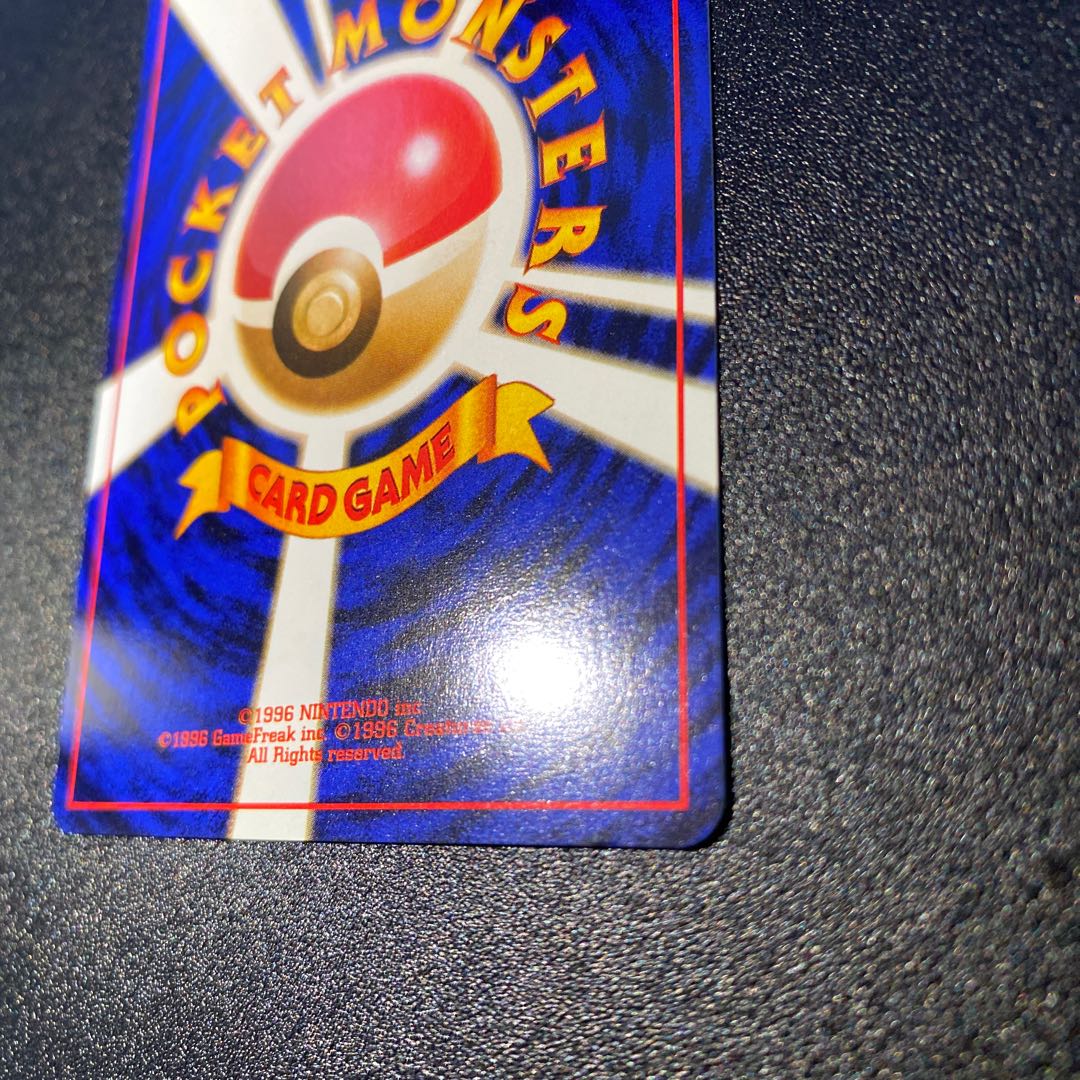 POCKET MONSTERS
CARD GAME
©1996 NINTENDO inc.
©1996 GameFreak inc. ©1996 Creatures
All Rights reserved.